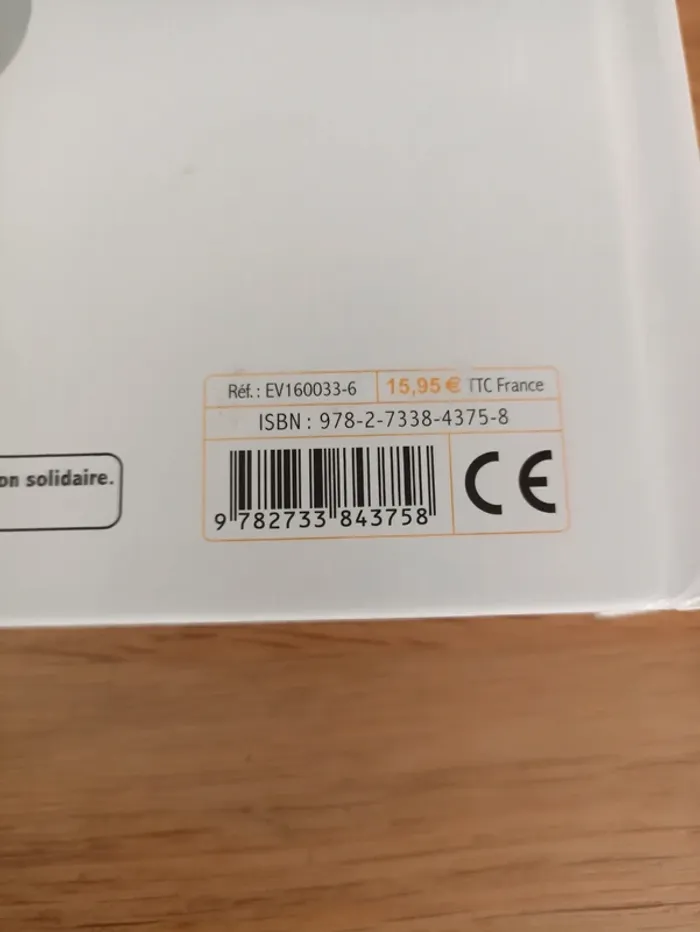 Réf.: EV160033-6 15,95 € TTC France
ISBN : 978-2-7338-4375-8
on solidaire.
9 782733 843758
CE